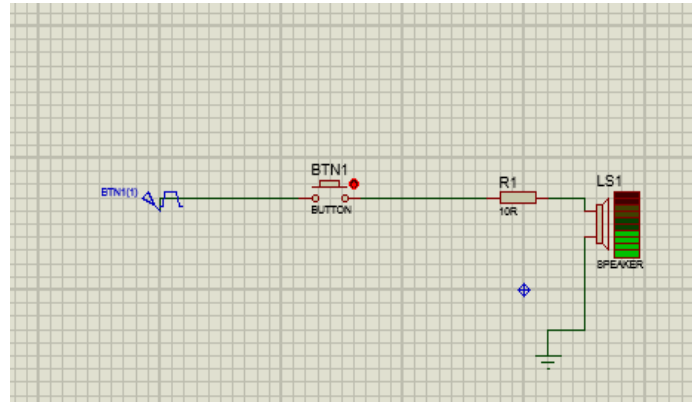 BTN1
BTN1(1)
BUTTON
R1
10R
LS1
SPEAKER